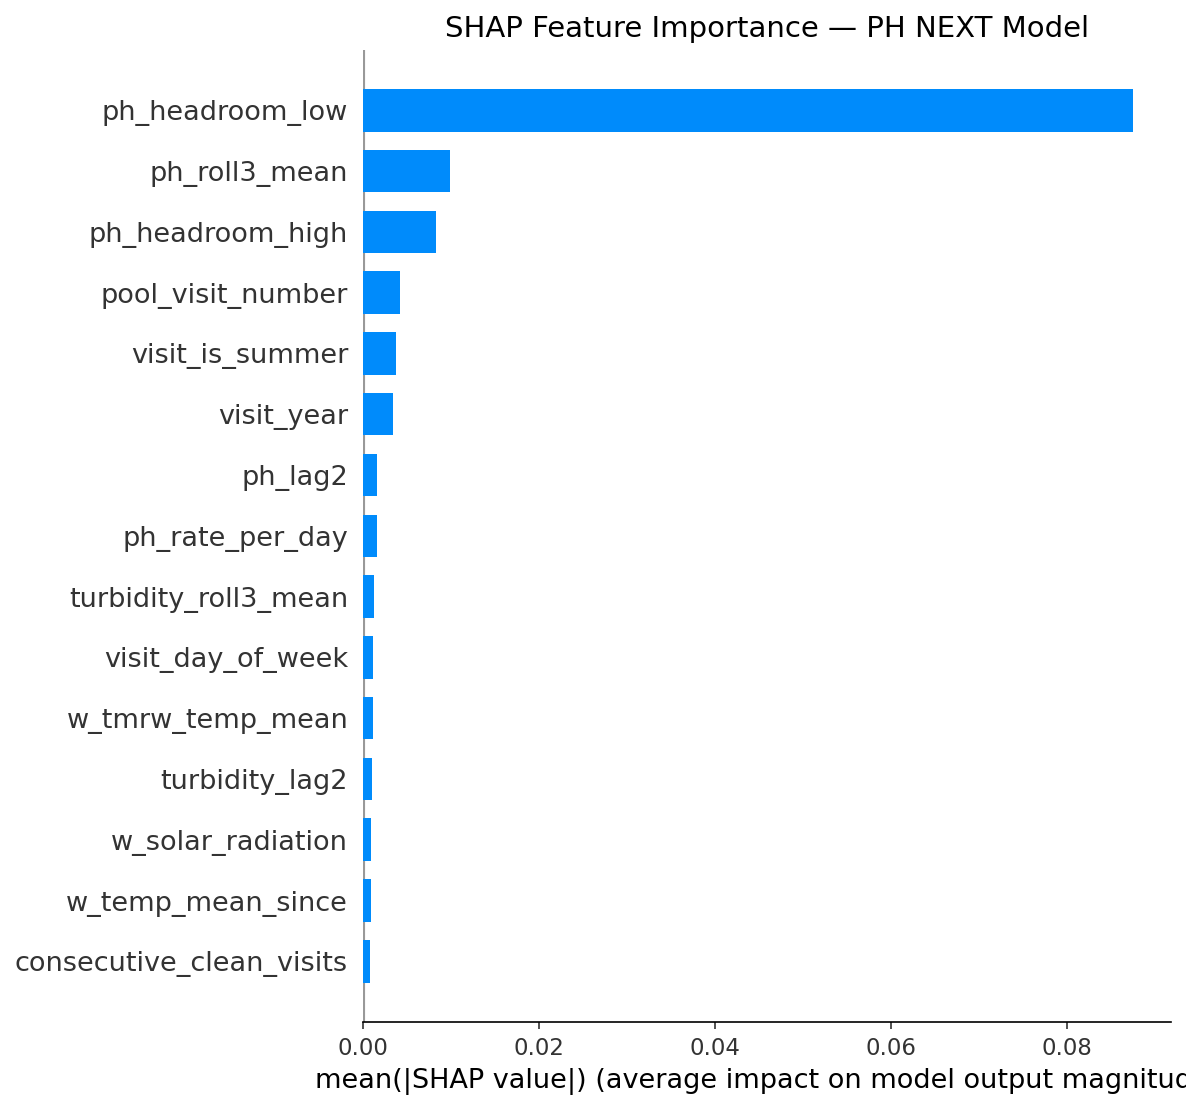 SHAP Feature Importance — PH NEXT Model
ph_headroom_low
ph_roll3_mean
ph_headroom_high
pool_visit_number
visit_is_summer
visit_year
ph_lag2
ph_rate_per_day
turbidity_roll3_mean
visit_day_of_week
w_tmrw_temp_mean
turbidity_lag2
w_solar_radiation
w_temp_mean_since
consecutive_clean_visits
0.00 0.02 0.04 0.06 0.08
mean(|SHAP value|) (average impact on model output magnitud